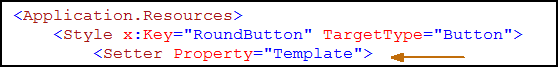 <Application.Resources>
<Style x:Key="RoundButton" TargetType="Button">
<Setter Property="Template">